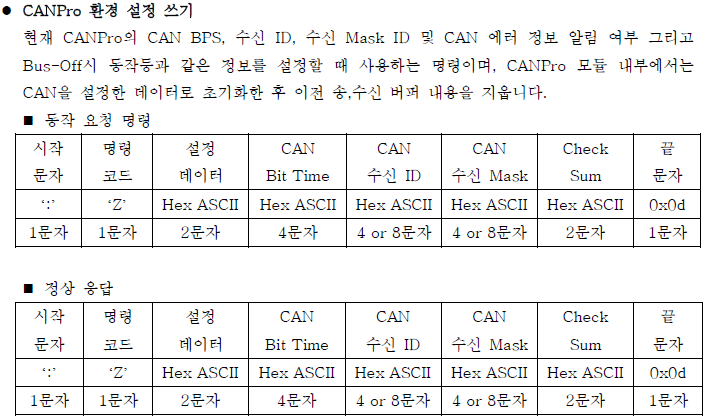 ● CANPro 환경 설정 쓰기
현재 CANPro의 CAN BPS, 수신 ID, 수신 Mask ID 및 CAN 에러 정보 알림 여부 그리고
Bus-Off시 동작등과 같은 정보를 설정할 때 사용하는 명령이며, CANPro 모듈 내부에서는
CAN을 설정한 데이터로 초기화한 후 이전 송,수신 버퍼 내용을 지웁니다.
■ 동작 요청 명령
시작 명령 설정 CAN CAN CAN Check 끝
문자 코드 데이터 Bit Time 수신 ID 수신 Mask Sum 문자
‘:’ ‘Z’ Hex ASCII Hex ASCII Hex ASCII Hex ASCII Hex ASCII 0x0d
1문자 1문자 2문자 4문자 4 or 8문자 4 or 8문자 2문자 1문자
■ 정상 응답
시작 명령 설정 CAN CAN CAN Check 끝
문자 코드 데이터 Bit Time 수신 ID 수신 Mask Sum 문자
‘:’ ‘Z’ Hex ASCII Hex ASCII Hex ASCII Hex ASCII Hex ASCII 0x0d
1문자 1문자 2문자 4문자 4 or 8문자 4 or 8문자 2문자 1문자